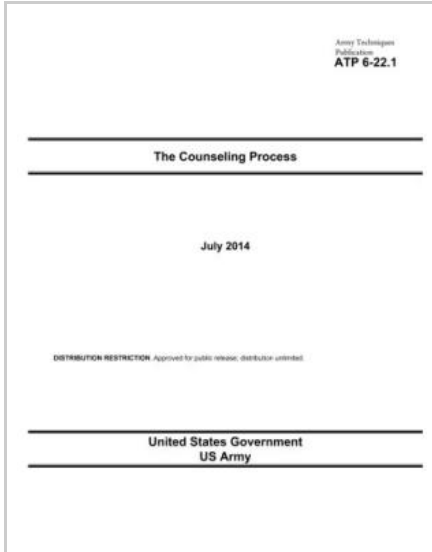 Army Techniques
Publication
ATP 6-22.1
The Counseling Process
July 2014
DISTRIBUTION RESTRICTION. Approved for public release; distribution unlimited.
United States Government
US Army